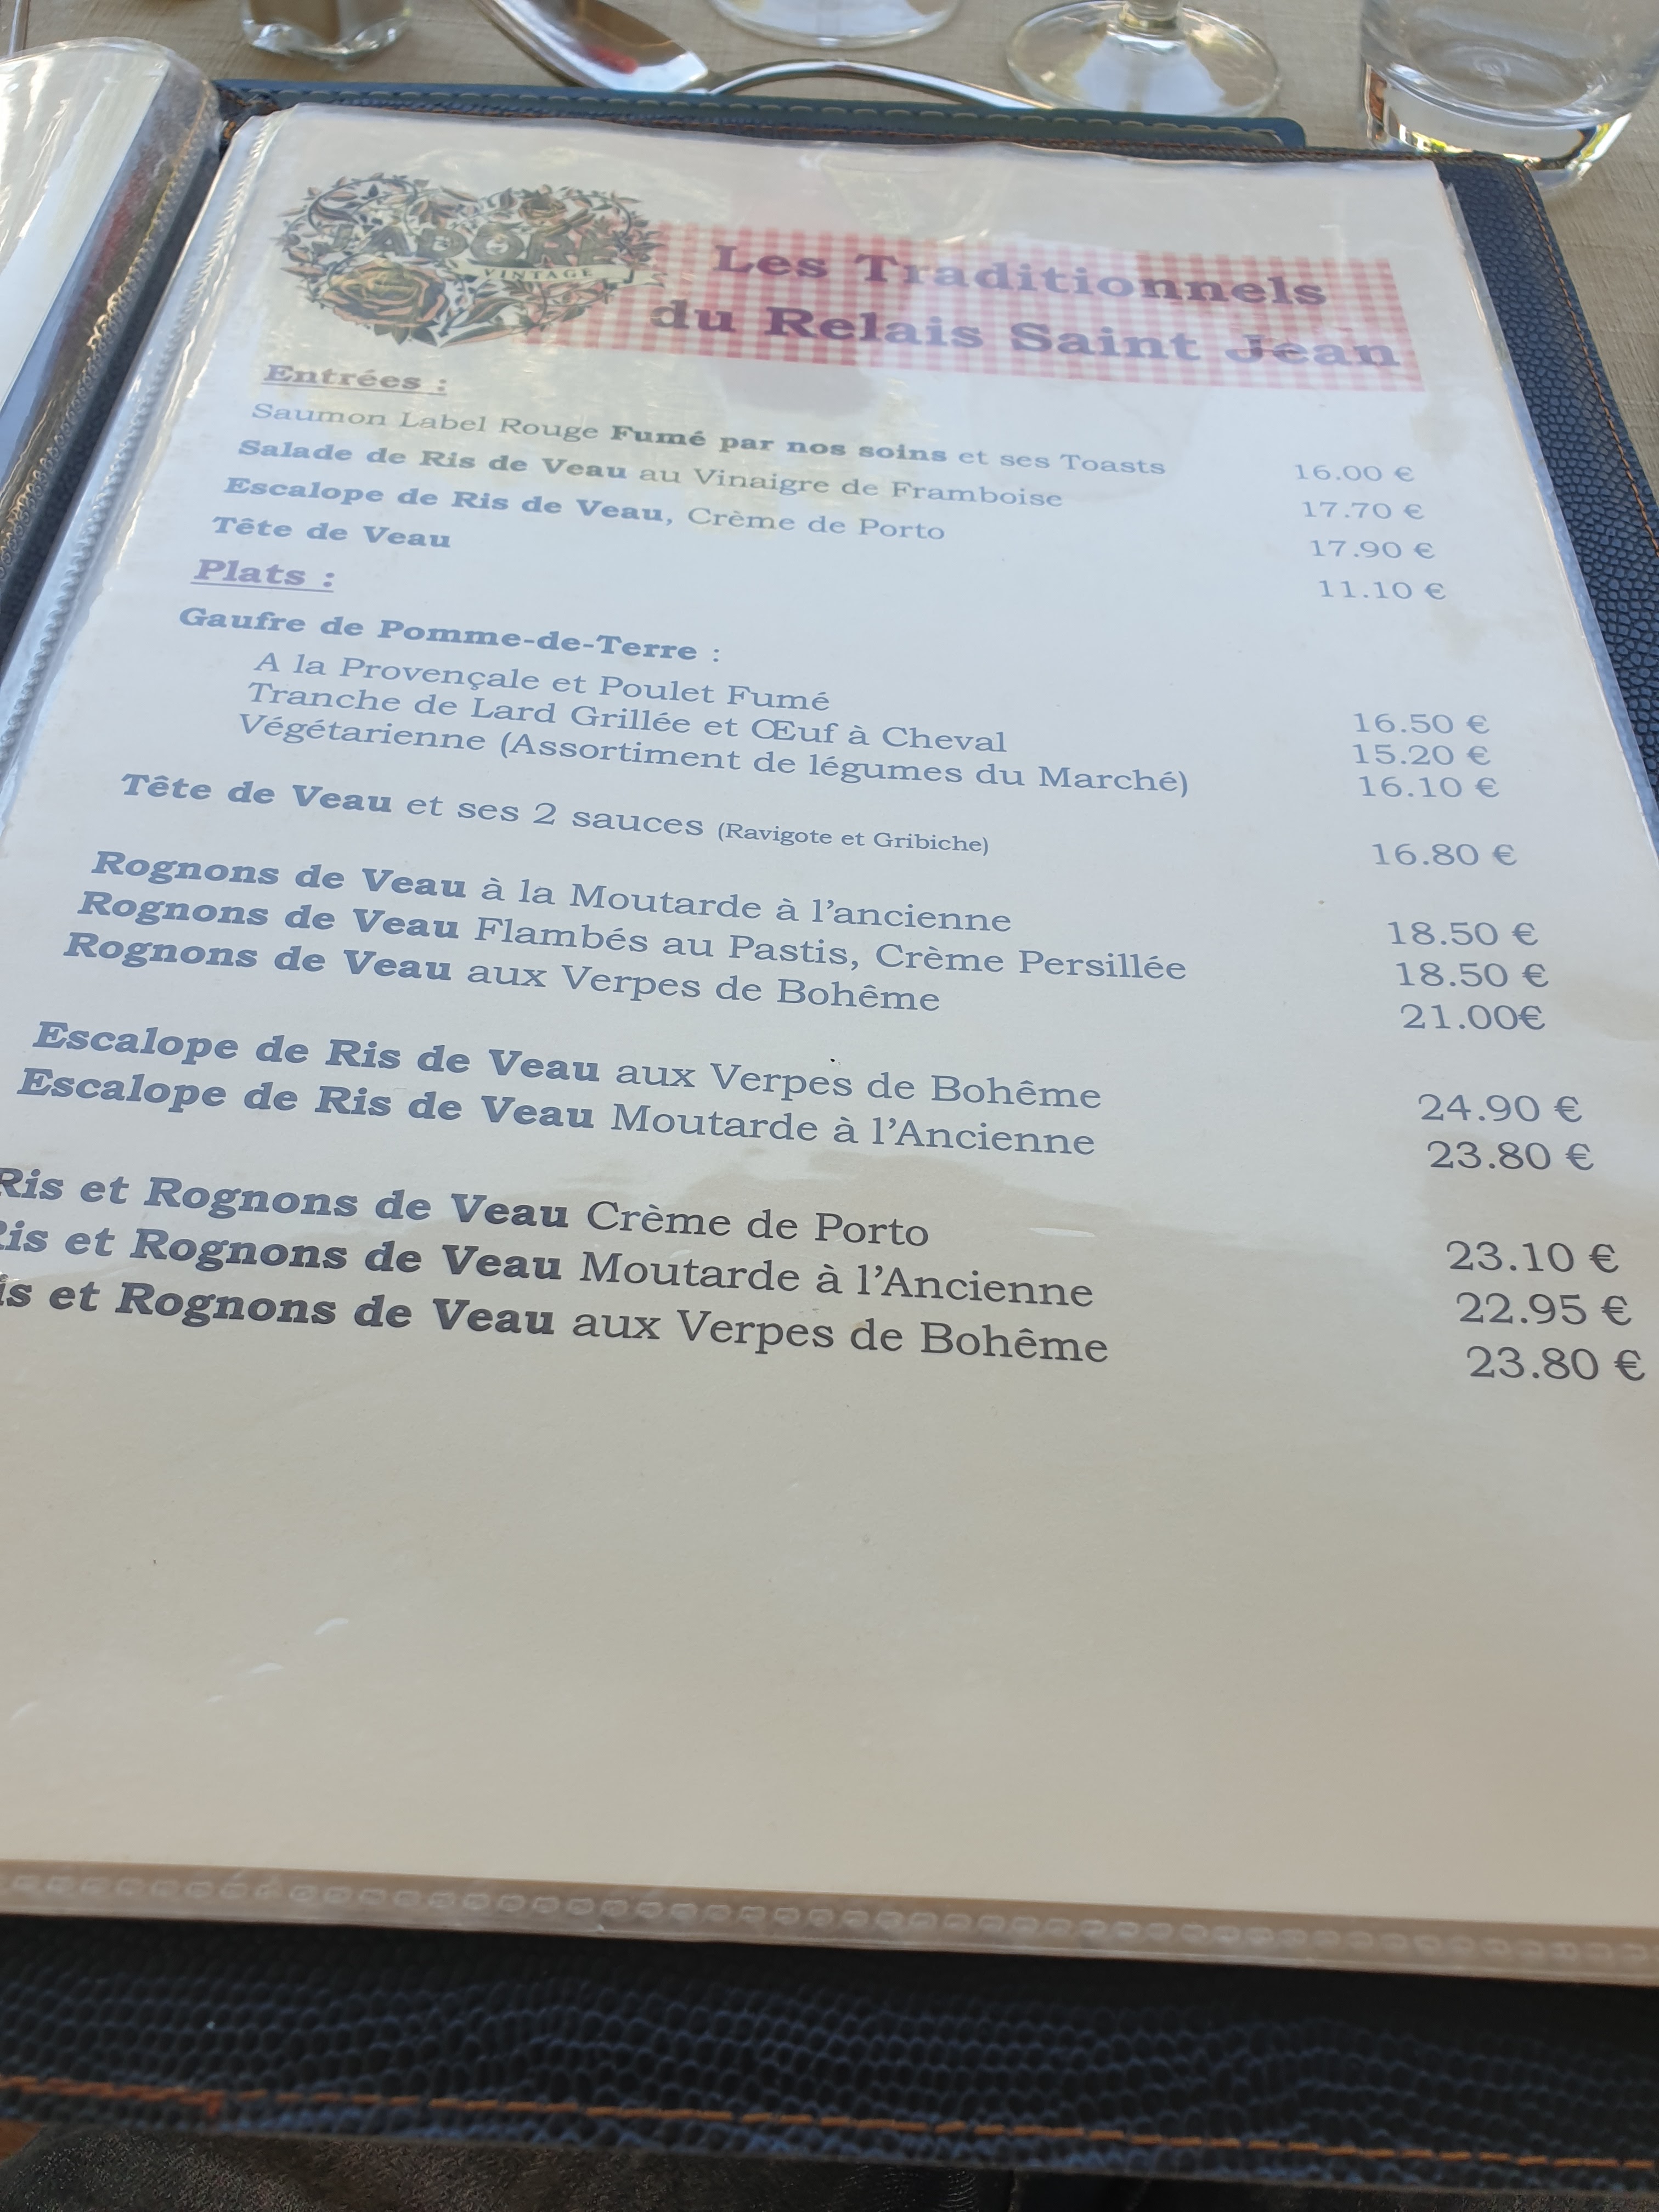 J'ADORE
VINTAGE
Les Traditionnels
du Relais Saint Jean
Entrées :
Saumon Label Rouge Fumé par nos soins et ses Toasts 16.00 €
Salade de Ris de Veau au Vinaigre de Framboise 17.70 €
Escalope de Ris de Veau, Crème de Porto 17.90 €
Tête de Veau 11.10 €
Plats :
Gaufre de Pomme-de-Terre :
A la Provençale et Poulet Fumé 16.50 €
Tranche de Lard Grillée et Œuf à Cheval 15.20 €
Végétarienne (Assortiment de légumes du Marché) 16.10 €
Tête de Veau et ses 2 sauces (Ravigote et Gribiche) 16.80 €
Rognons de Veau à la Moutarde à l'ancienne 18.50 €
Rognons de Veau Flambés au Pastis, Crème Persillée 18.50 €
Rognons de Veau aux Verpes de Bohême 21.00€
Escalope de Ris de Veau aux Verpes de Bohême 24.90 €
Escalope de Ris de Veau Moutarde à l'Ancienne 23.80 €
Ris et Rognons de Veau Crème de Porto 23.10 €
Ris et Rognons de Veau Moutarde à l'Ancienne 22.95 €
is et Rognons de Veau aux Verpes de Bohême 23.80 €